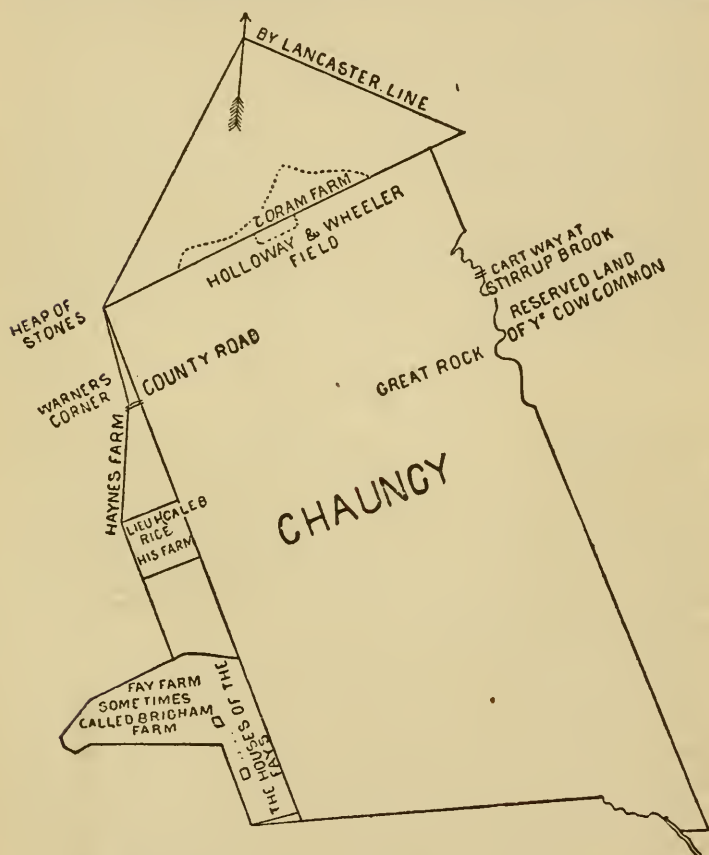 BY LANCASTER. LINE
CORAM FARM
HOLLOWAY & WHEELER
FIELD
CART WAY AT
STIRRUP BROOK
RESERVED LAND
OF Yᴱ COW COMMON
GREAT ROCK
HEAP OF
STONES
COUNTY ROAD
WARNERS
CORNER
HAYNES FARM
CHAUNCY
LIEUᵗ CALEB
RICE
HIS FARM
FAY FARM
SOME TIMES
CALLED BRIGHAM
FARM
THE HOUSES OF THE
FAYS